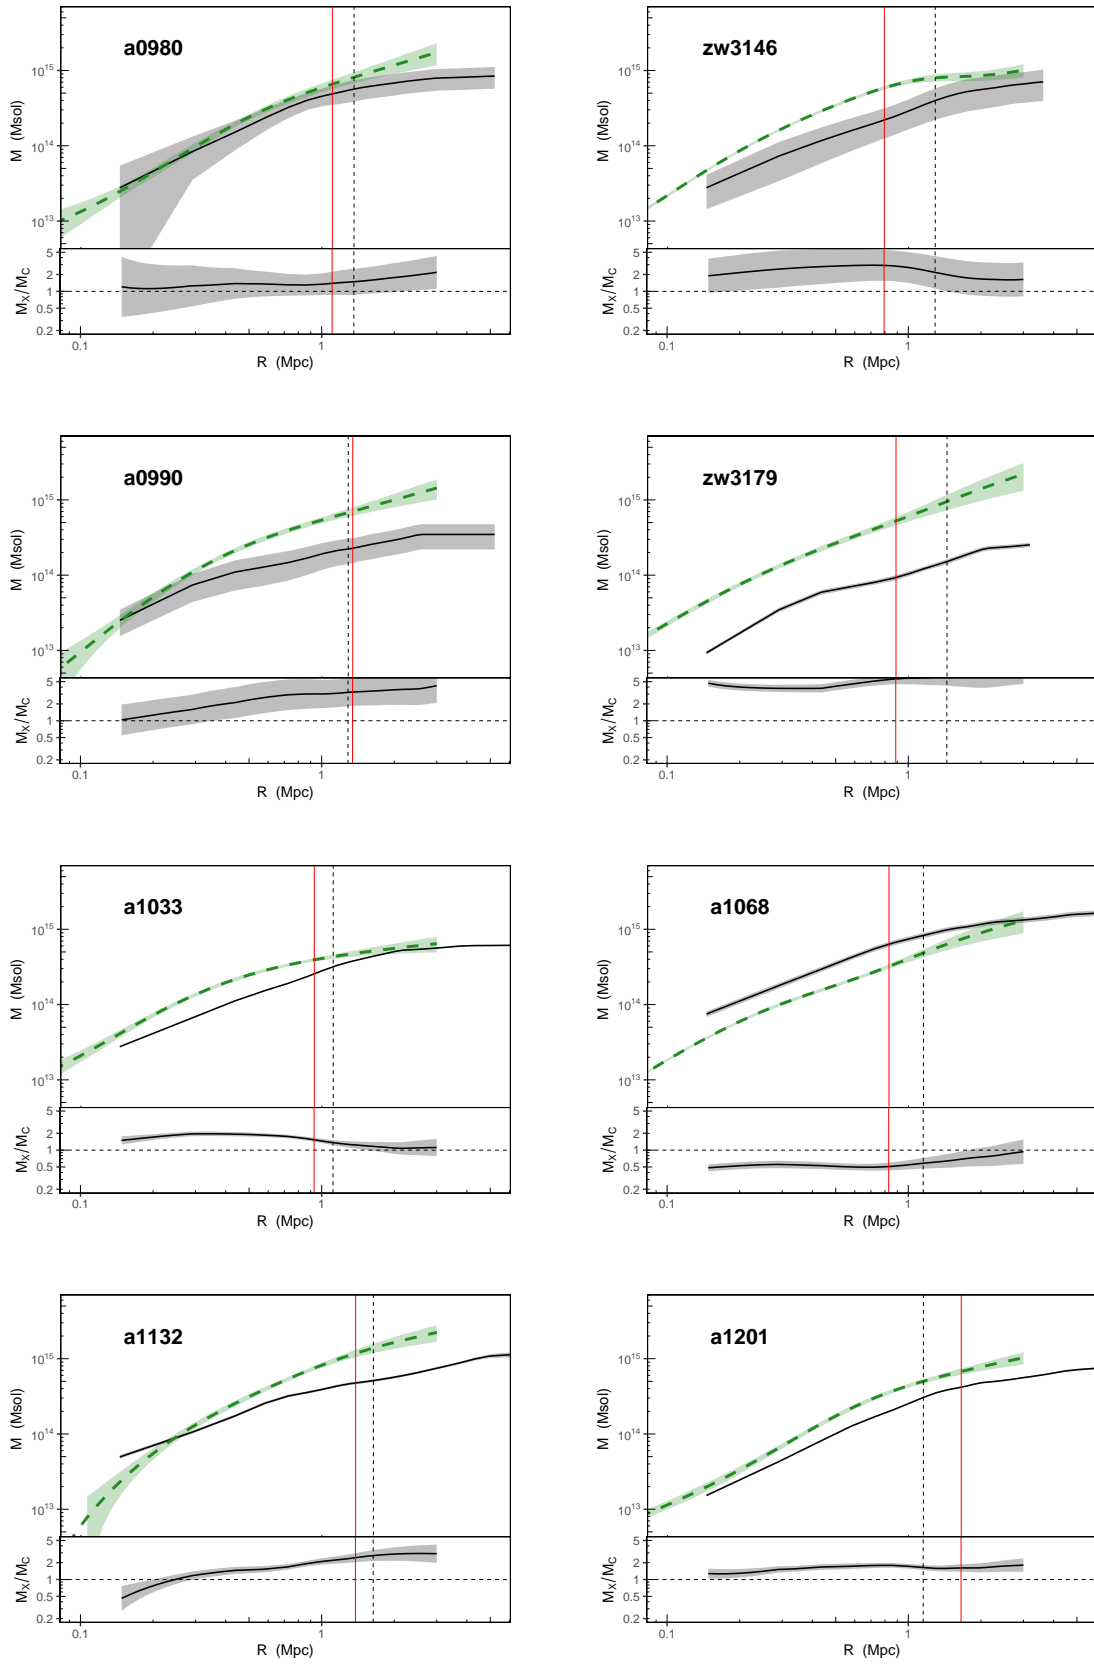 a0980
M (Msol)
10^15
10^14
10^13
M_X/M_C
5
2
1
0.5
0.2
0.1 1
R (Mpc)
zw3146
M (Msol)
10^15
10^14
10^13
M_X/M_C
5
2
1
0.5
0.2
0.1 1
R (Mpc)
a0990
M (Msol)
10^15
10^14
10^13
M_X/M_C
5
2
1
0.5
0.2
0.1 1
R (Mpc)
zw3179
M (Msol)
10^15
10^14
10^13
M_X/M_C
5
2
1
0.5
0.2
0.1 1
R (Mpc)
a1033
M (Msol)
10^15
10^14
10^13
M_X/M_C
5
2
1
0.5
0.2
0.1 1
R (Mpc)
a1068
M (Msol)
10^15
10^14
10^13
M_X/M_C
5
2
1
0.5
0.2
0.1 1
R (Mpc)
a1132
M (Msol)
10^15
10^14
10^13
M_X/M_C
5
2
1
0.5
0.2
0.1 1
R (Mpc)
a1201
M (Msol)
10^15
10^14
10^13
M_X/M_C
5
2
1
0.5
0.2
0.1 1
R (Mpc)